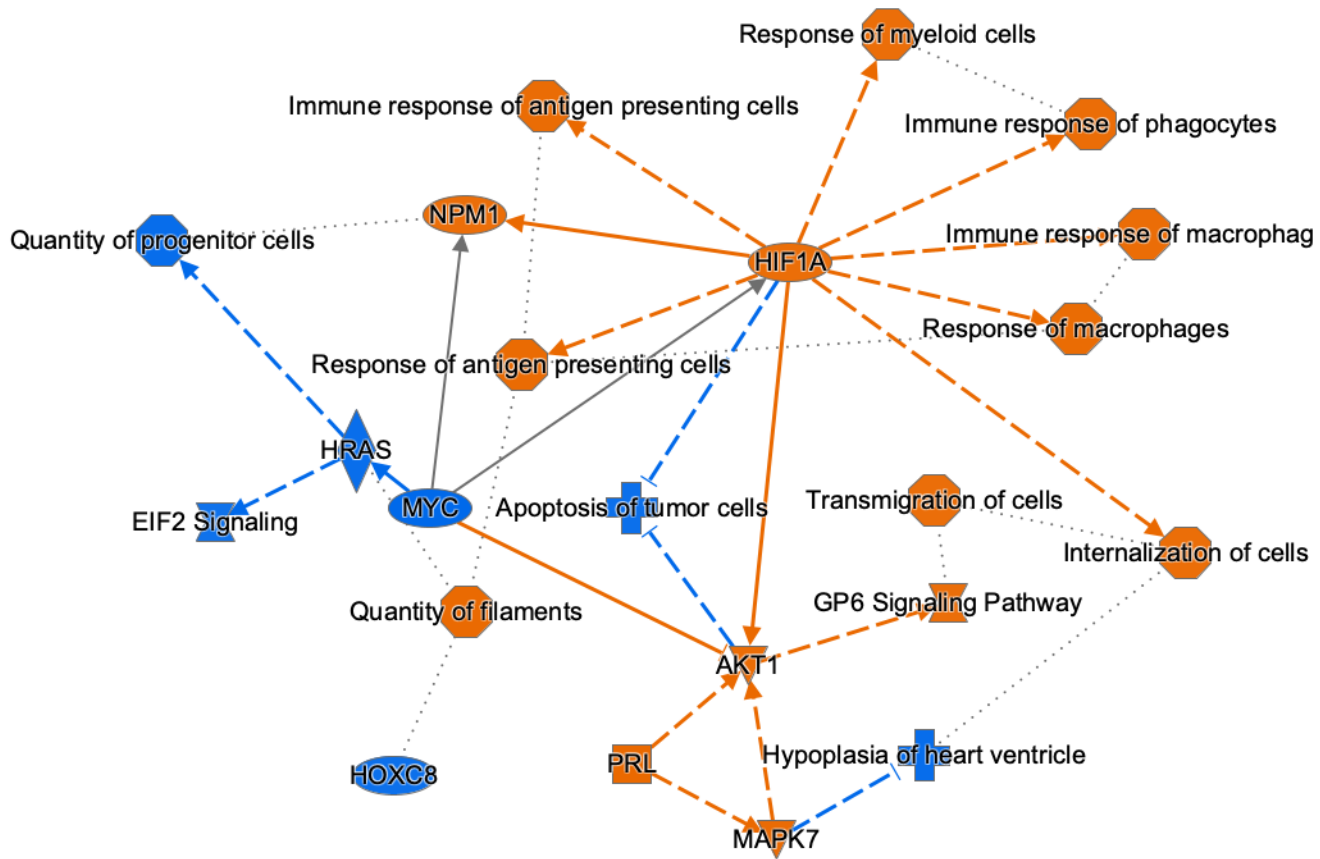 Response of myeloid cells
Immune response of antigen presenting cells
Immune response of phagocytes
NPM1
Quantity of progenitor cells
Immune response of macrophag
HIF1A
Response of macrophages
Response of antigen presenting cells
HRAS
Transmigration of cells
MYC
Apoptosis of tumor cells
EIF2 Signaling
Internalization of cells
GP6 Signaling Pathway
Quantity of filaments
AKT1
Hypoplasia of heart ventricle
PRL
HOXC8
MAPK7